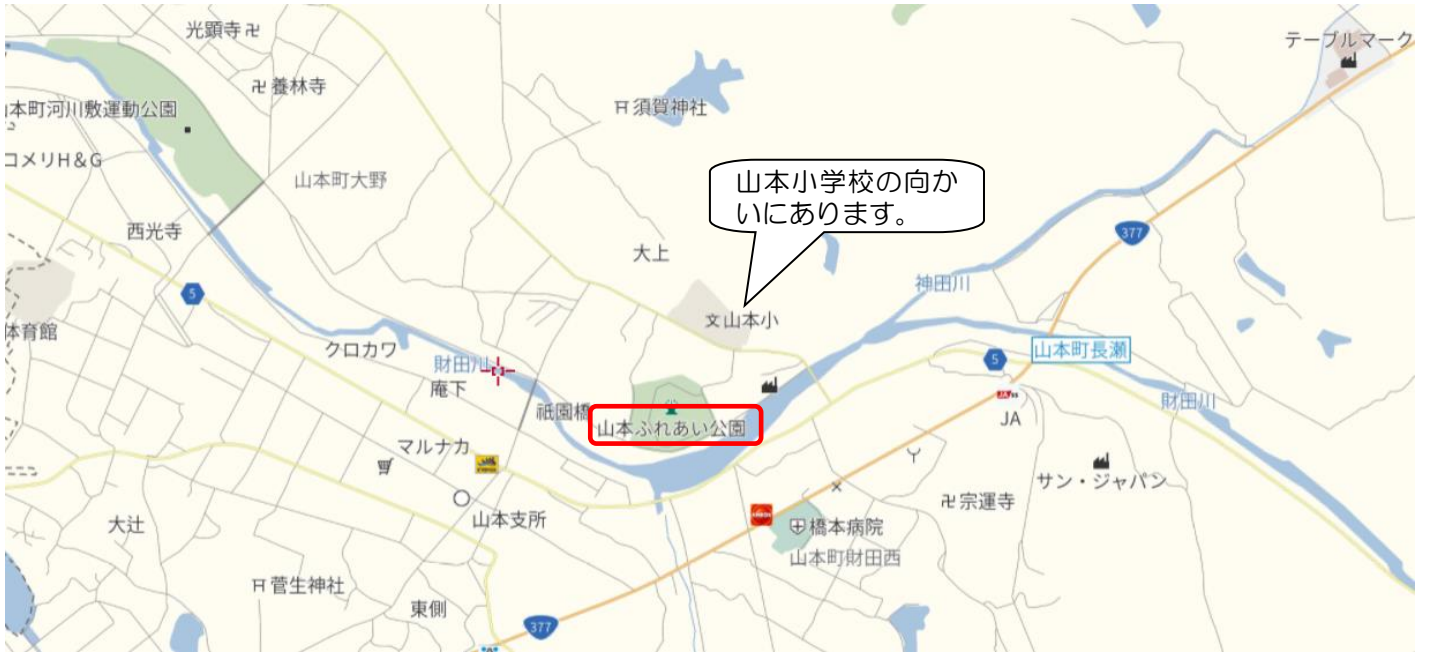 光顕寺
養林寺
テーブルマーク
本町河川敷運動公園
須賀神社
コメリH&G
山本町大野
山本小学校の向か
いにあります。
西光寺
大上
377
神田川
5
文山本小
体育館
クロカワ
財田川
5
山本町長瀬
庵下
祇園橋
山本ふれあい公園
財田川
JA
JA
マルナカ
サン・ジャパン
山本支所
宗運寺
大辻
橋本病院
山本町財田西
菅生神社
東側
377